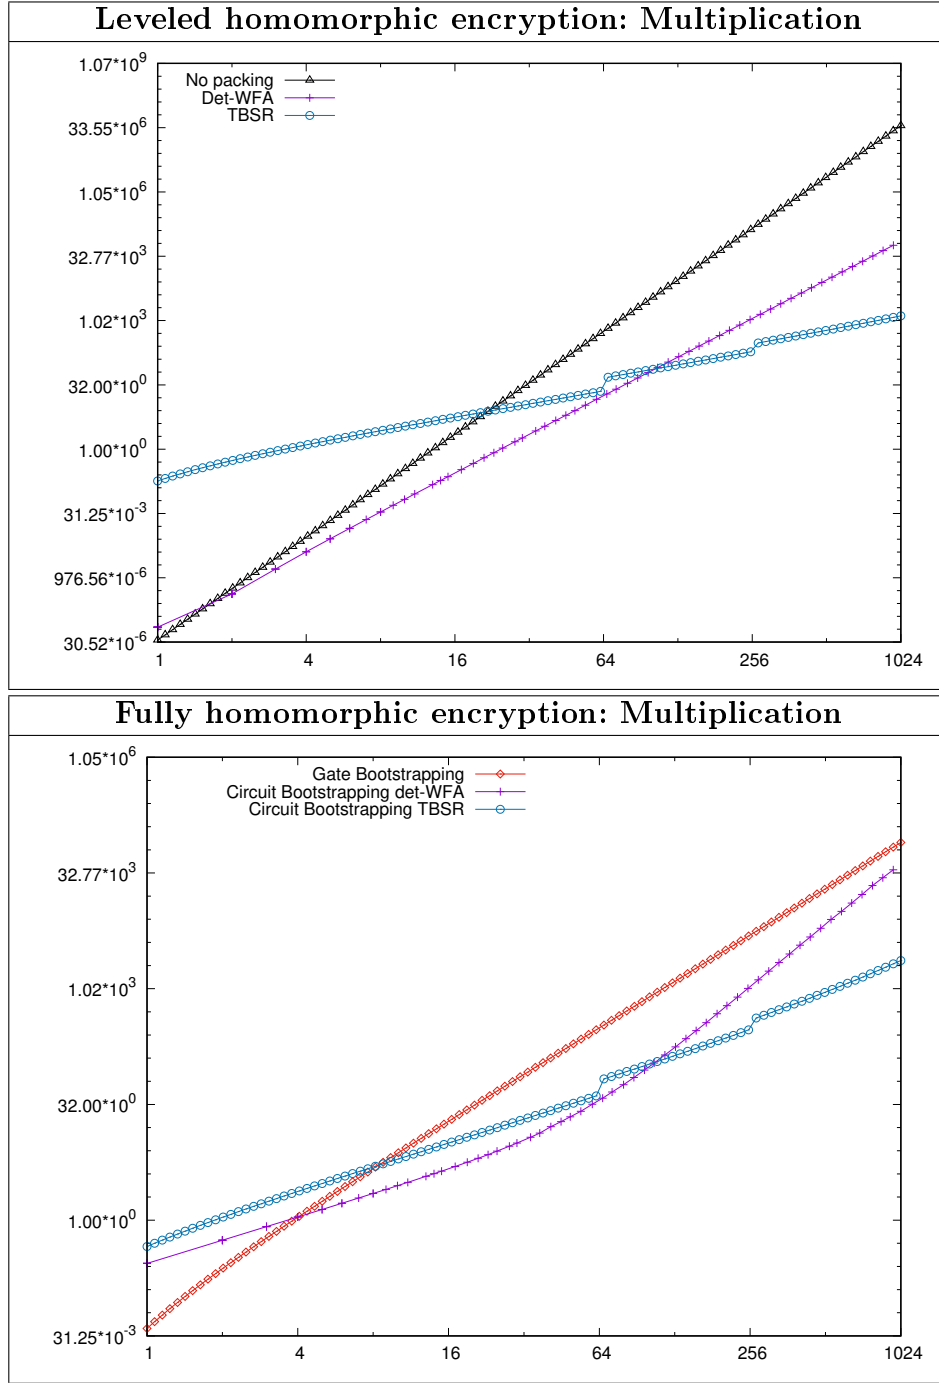 Leveled homomorphic encryption: Multiplication
1.07*10^9
33.55*10^6
1.05*10^6
32.77*10^3
1.02*10^3
32.00*10^0
1.00*10^0
31.25*10^-3
976.56*10^-6
30.52*10^-6
No packing
Det-WFA
TBSR
1 4 16 64 256 1024
Fully homomorphic encryption: Multiplication
1.05*10^6
32.77*10^3
1.02*10^3
32.00*10^0
1.00*10^0
31.25*10^-3
Gate Bootstrapping
Circuit Bootstrapping det-WFA
Circuit Bootstrapping TBSR
1 4 16 64 256 1024